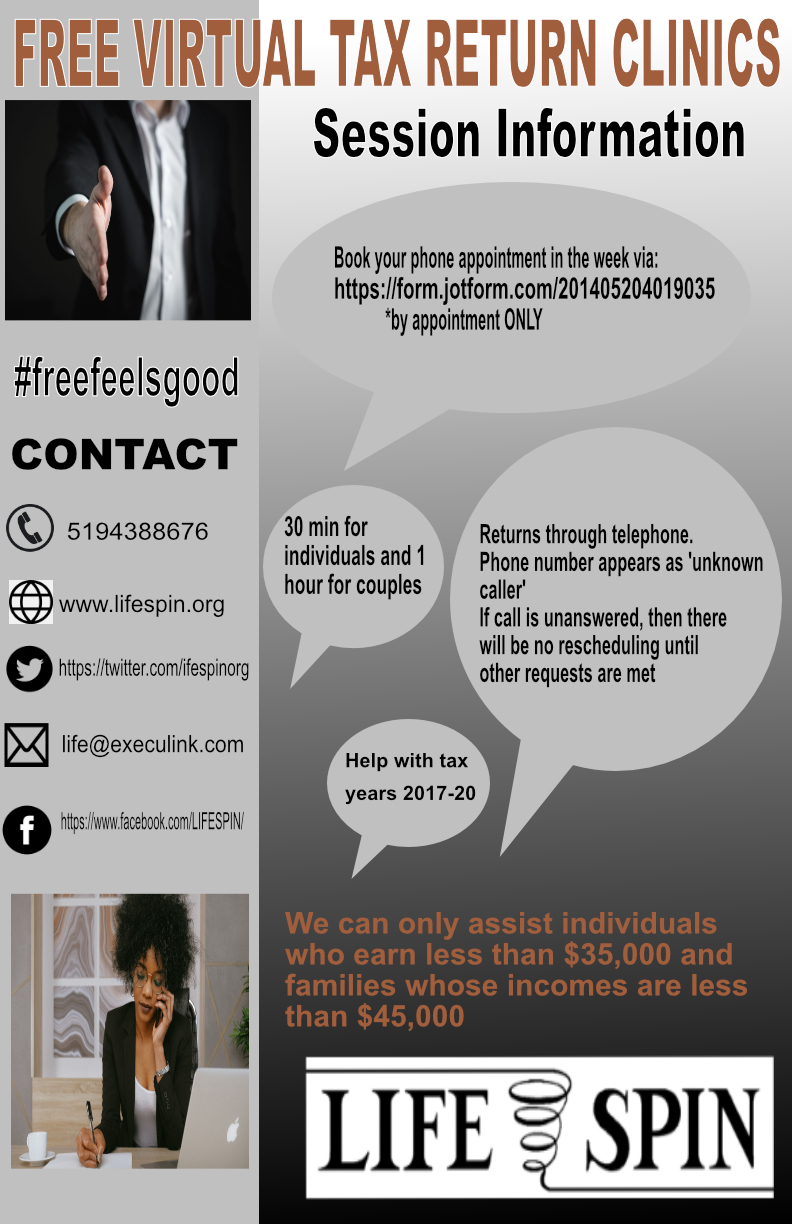 FREE VIRTUAL TAX RETURN CLINICS
Session Information
Book your phone appointment in the week via:
https://form.jotform.com/201405204019035
*by appointment ONLY
#freefeelsgood
CONTACT
5194388676
www.lifespin.org
https://twitter.com/ifespinorg
life@execulink.com
https://www.facebook.com/LIFESPIN/
30 min for
individuals and 1
hour for couples
Returns through telephone.
Phone number appears as 'unknown
caller'
If call is unanswered, then there
will be no rescheduling until
other requests are met
Help with tax
years 2017-20
We can only assist individuals
who earn less than $35,000 and
families whose incomes are less
than $45,000
LIFE SPIN